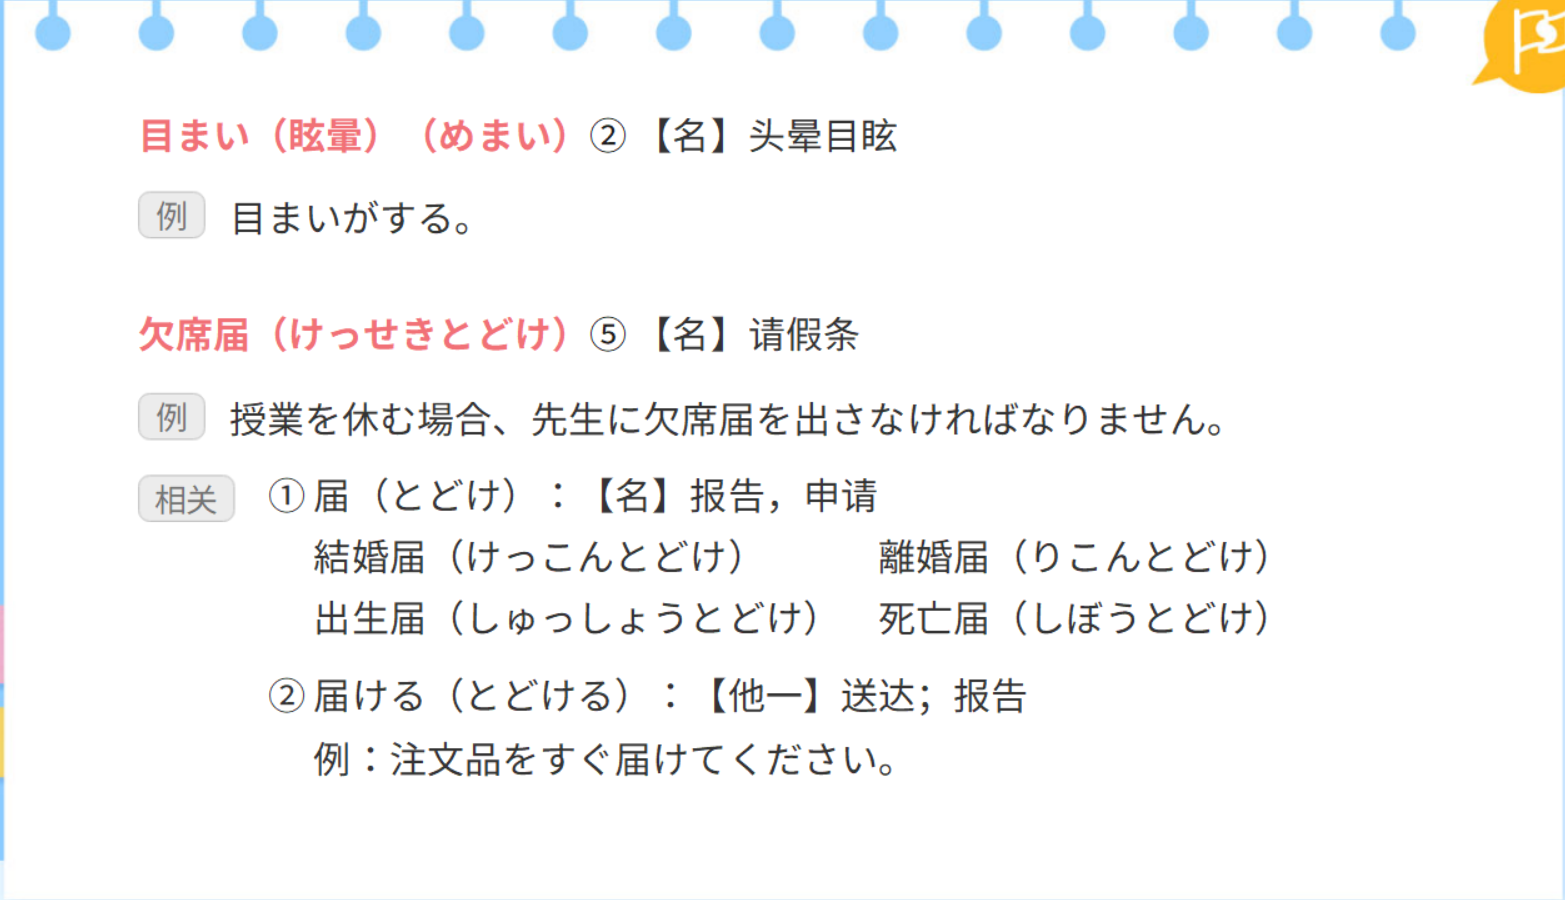 目まい（眩暈）（めまい）② 【名】头晕目眩
例 目まいがする。
欠席届（けっせきとどけ）⑤ 【名】请假条
例 授業を休む場合、先生に欠席届を出さなければなりません。
相关 ① 届（とどけ）：【名】报告，申请
結婚届（けっこんとどけ） 離婚届（りこんとどけ）
出生届（しゅっしょうとどけ） 死亡届（しぼうとどけ）
② 届ける（とどける）：【他一】送达；报告
例：注文品をすぐ届けてください。